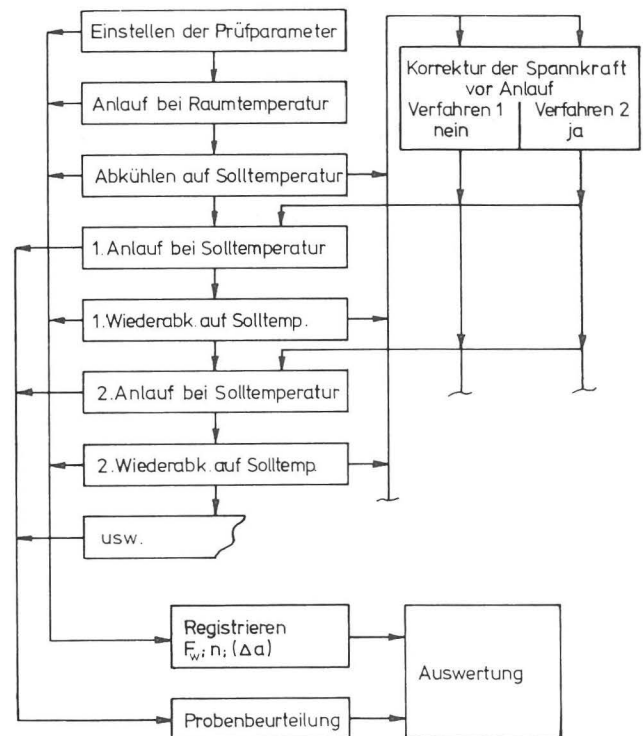 Einstellen der Prüfparameter
Anlauf bei Raumtemperatur
Abkühlen auf Solltemperatur
1.Anlauf bei Solltemperatur
1.Wiederabk.auf Solltemp.
2.Anlauf bei Solltemperatur
2.Wiederabk.auf Solltemp.
usw.
Korrektur der Spannkraft
vor Anlauf
Verfahren 1
nein
Verfahren 2
ja
Registrieren
Fw; n; (Δa)
Probenbeurteilung
Auswertung